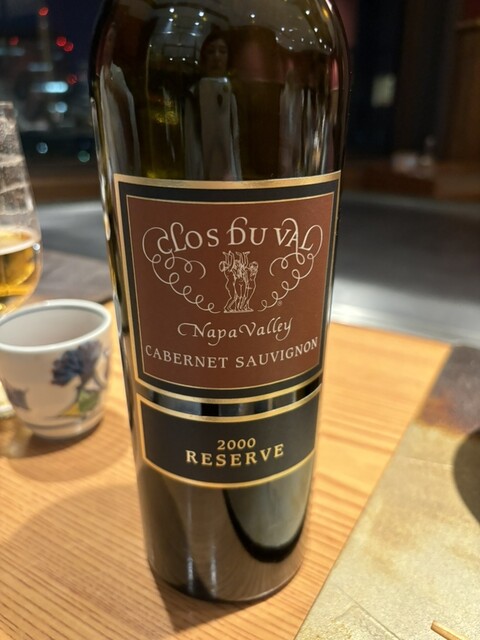 CLOS DU VAL
Napa Valley
CABERNET SAUVIGNON
2000
RESERVE